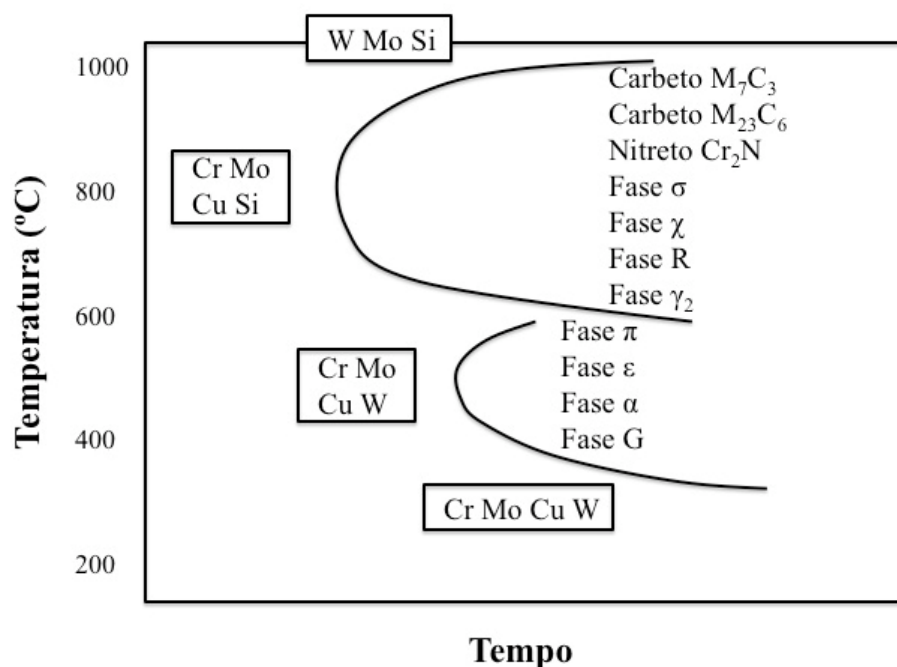 W Mo Si
1000
Carbeto M₇C₃
Carbeto M₂₃C₆
Nitreto Cr₂N
Cr Mo
Cu Si
800
Fase σ
Fase χ
Fase R
Fase γ₂
600
Fase π
Fase ε
Fase α
Fase G
Cr Mo
Cu W
400
Cr Mo Cu W
200
Temperatura (ºC)
Tempo